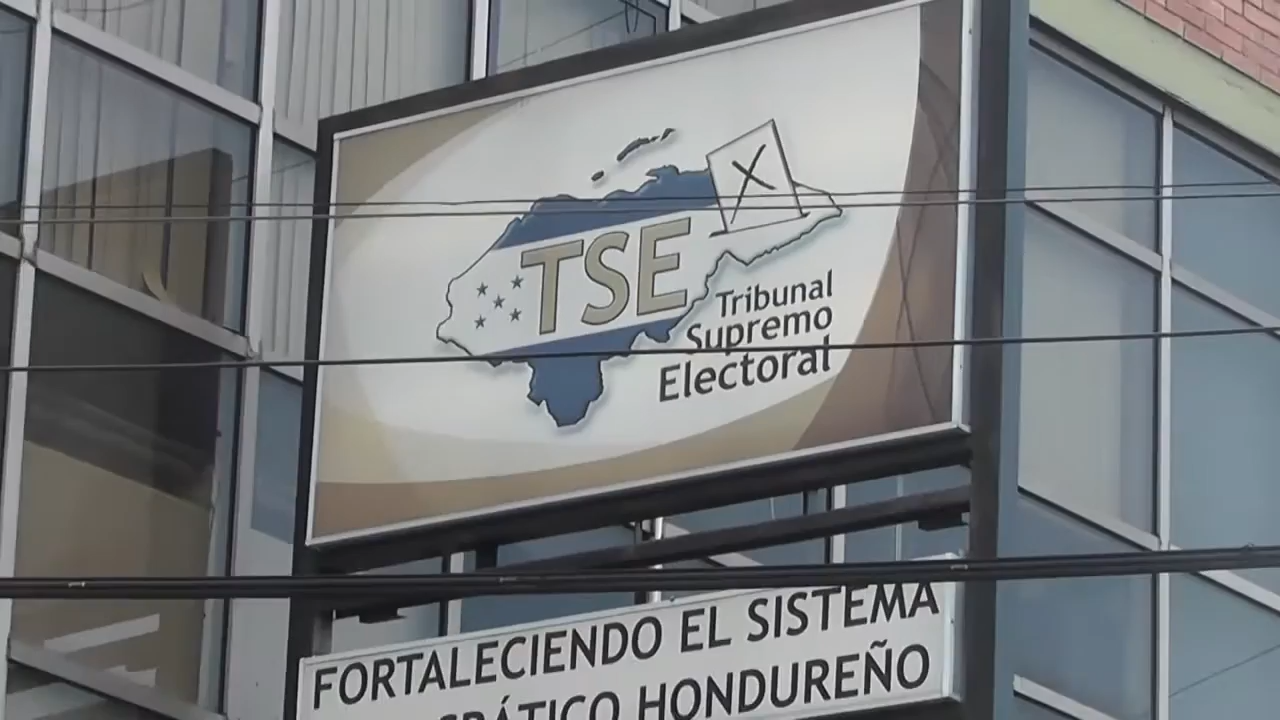 TSE
Tribunal
Supremo
Electoral
FORTALECIENDO EL SISTEMA
HONDUREÑO